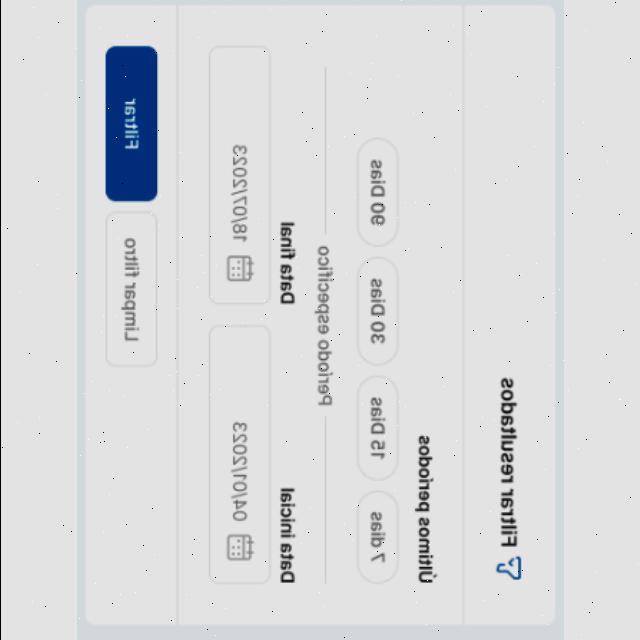 Filtrar resultados
Últimos períodos
7 dias
15 Dias
30 Dias
90 Dias
Período específico
Data inicial
Data final
04/01/2023
18/07/2023
Limpar filtro
Filtrar